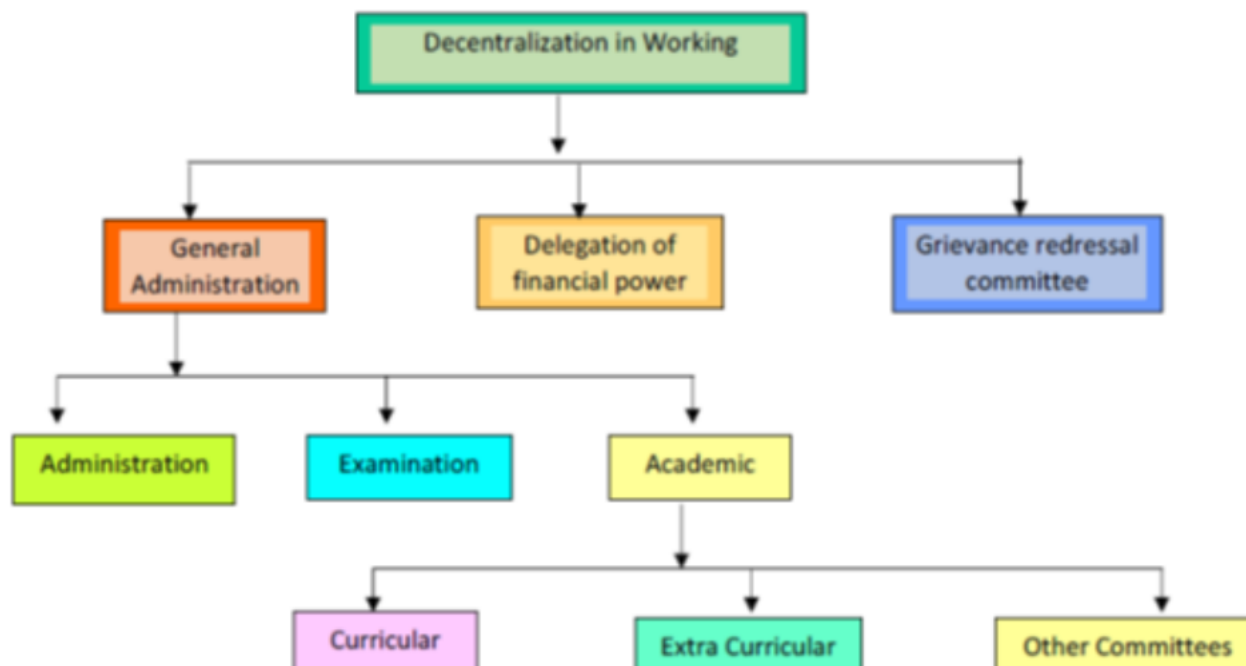 Decentralization in Working
General
Administration
Delegation of
financial power
Grievance redressal
committee
Administration
Examination
Academic
Curricular
Extra Curricular
Other Committees